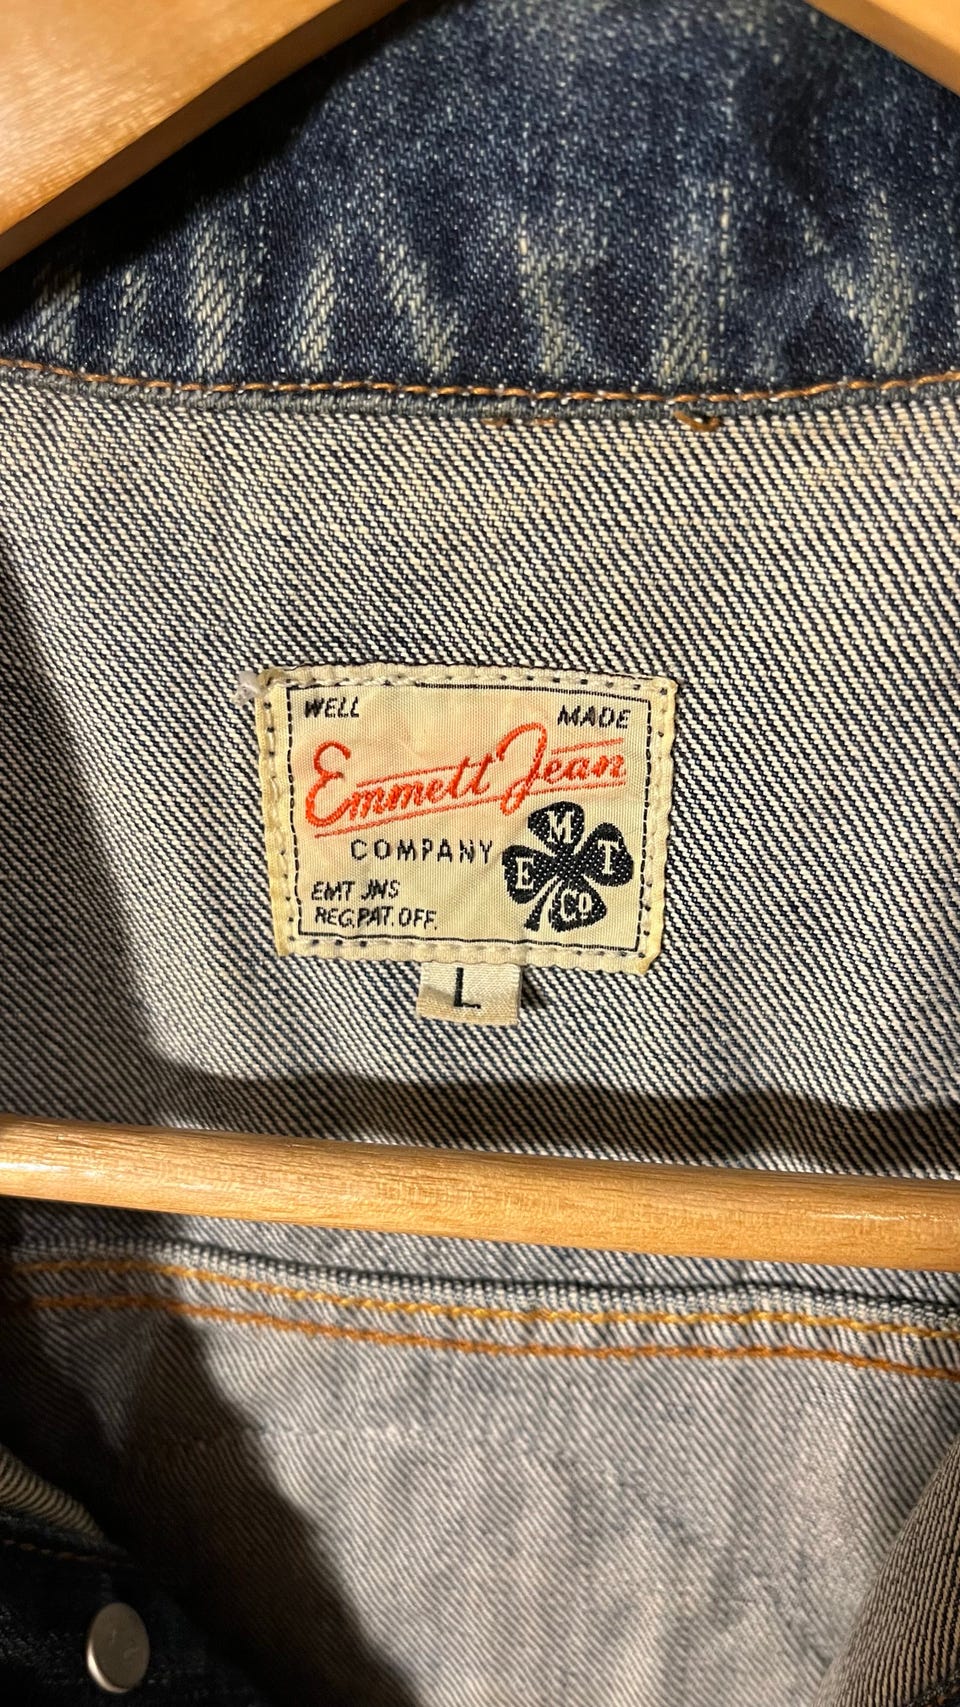 WELL MADE
Emmett Jean
COMPANY
EMT JNS
REG.PAT.OFF.
E M T
CO
L